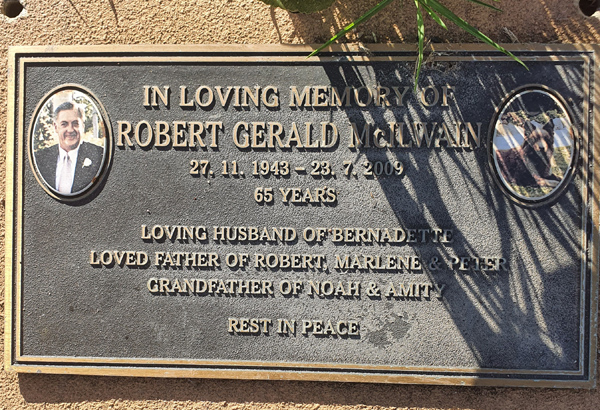 IN LOVING MEMORY OF
ROBERT GERALD McILWAIN
27. 11. 1943 – 23. 7. 2009
65 YEARS
LOVING HUSBAND OF BERNADETTE
LOVED FATHER OF ROBERT, MARLENE & PETER
GRANDFATHER OF NOAH & AMITY
REST IN PEACE